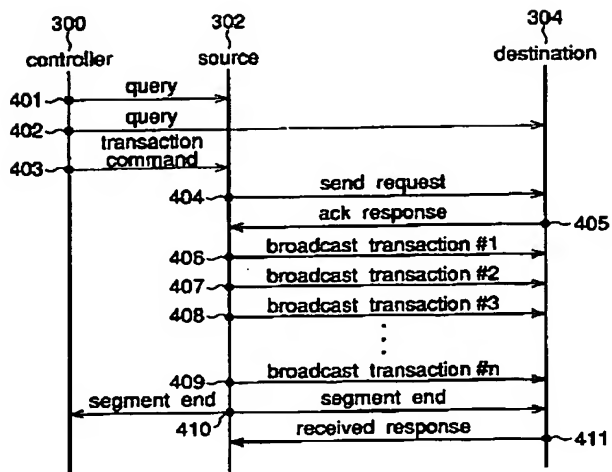 300 302 304
controller source destination
401 query
402 query
403 transaction command
404 send request
ack response 405
406 broadcast transaction #1
407 broadcast transaction #2
408 broadcast transaction #3
409 broadcast transaction #n
segment end 410 segment end
received response 411